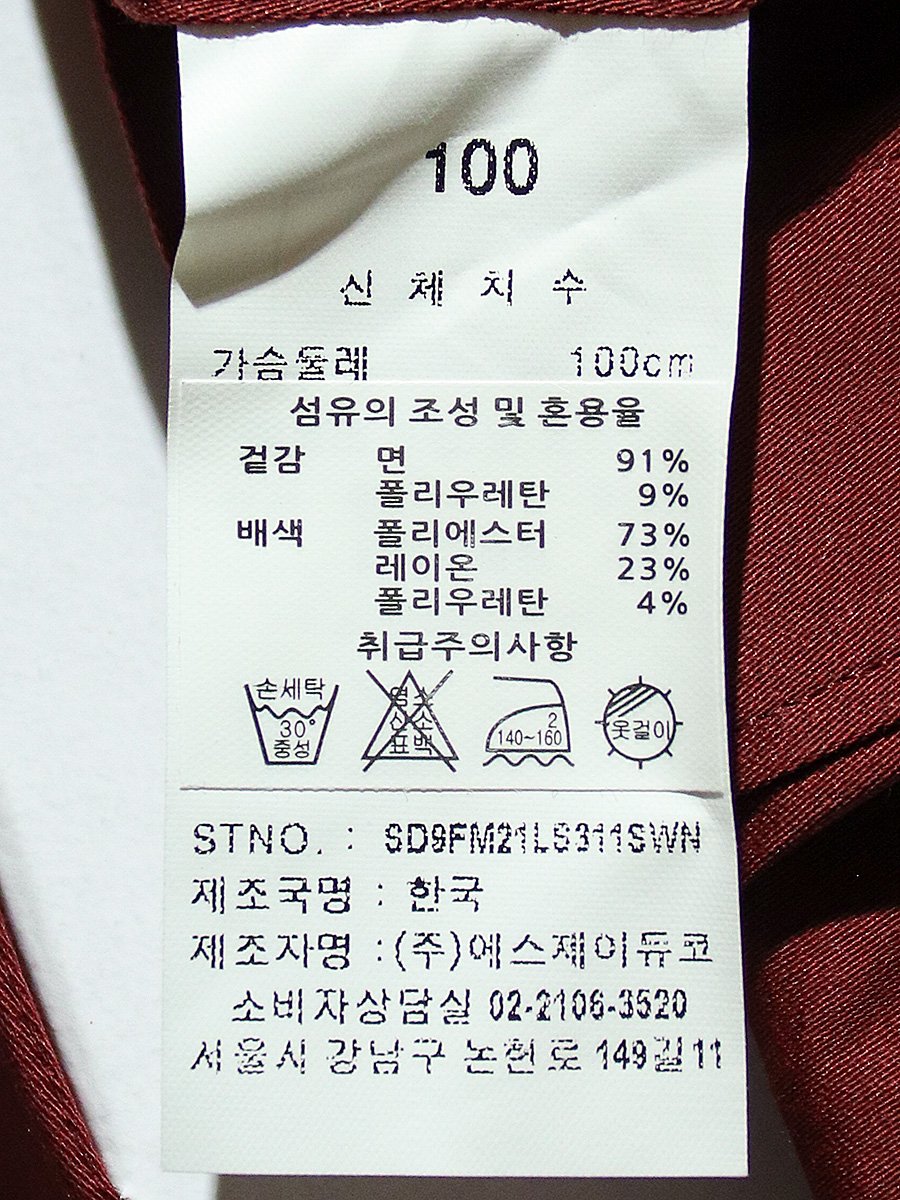 100
신체치수
가슴둘레 100cm
섬유의 조성 및 혼용율
겉감 면 91%
폴리우레탄 9%
배색 폴리에스터 73%
레이온 23%
폴리우레탄 4%
취급주의사항
손세탁
30°
중성
염소
산소
표백
2
140~160
옷걸이
STNO. : SD9FM21LS311SWN
제조국명 : 한국
제조자명 :(주)에스제이듀코
소비자상담실 02-2106-3520
서울시 강남구 논현로 149길11